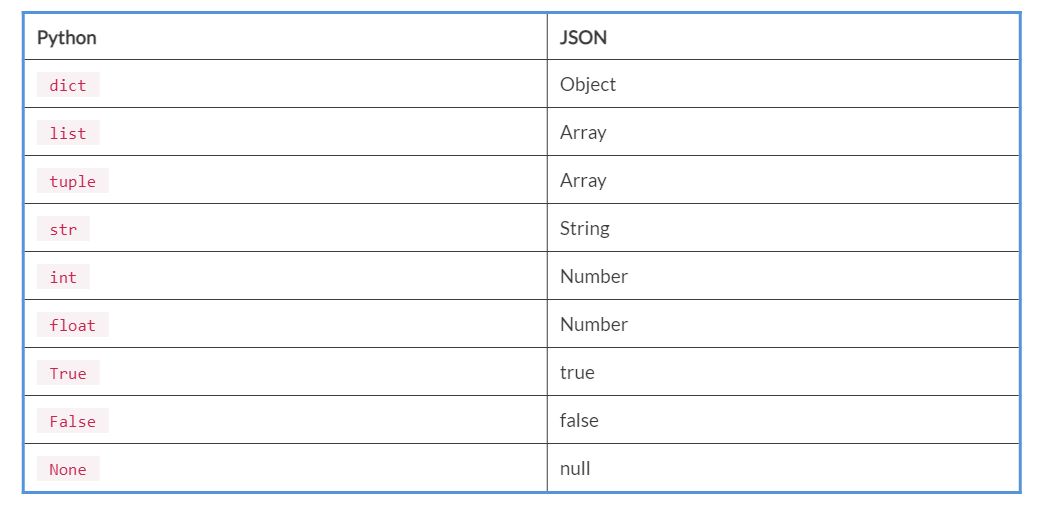 Python JSON
dict Object
list Array
tuple Array
str String
int Number
float Number
True true
False false
None null